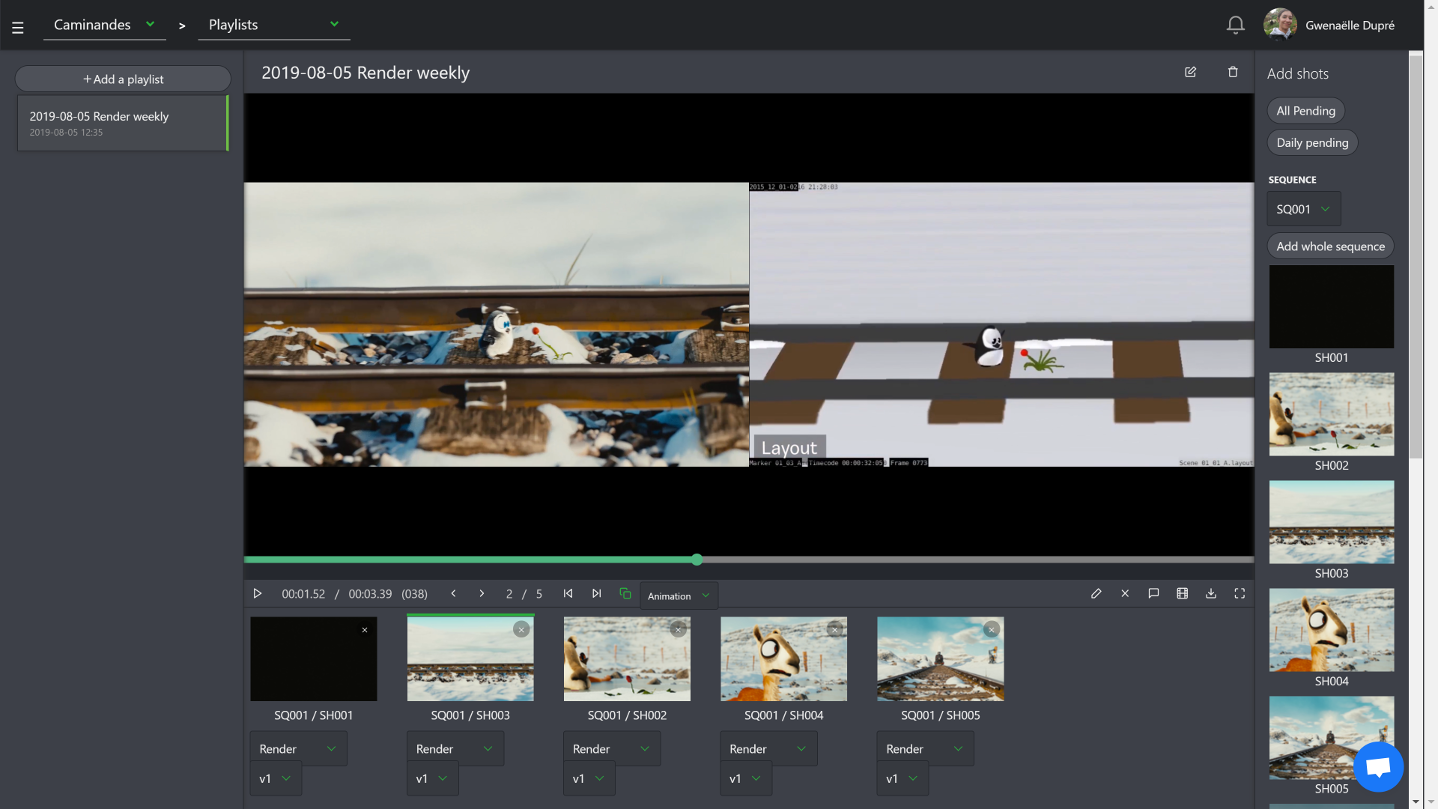 Caminandes
>
Playlists
Gwenaëlle Dupré
+ Add a playlist
2019-08-05 Render weekly
2019-08-05 12:35
2019-08-05 Render weekly
2015_12_01-0216 21:28:03
Layout
Marker 01_03_A Timecode 00:00:32:05 Frame 0773
Scene 01_01_A.layout
00:01.52 / 00:03.39 (038)
2 / 5
Animation
SQ001 / SH001
SQ001 / SH003
SQ001 / SH002
SQ001 / SH004
SQ001 / SH005
Render
Render
Render
Render
Render
v1
v1
v1
v1
v1
Add shots
All Pending
Daily pending
SEQUENCE
SQ001
Add whole sequence
SH001
SH002
SH003
SH004
SH005